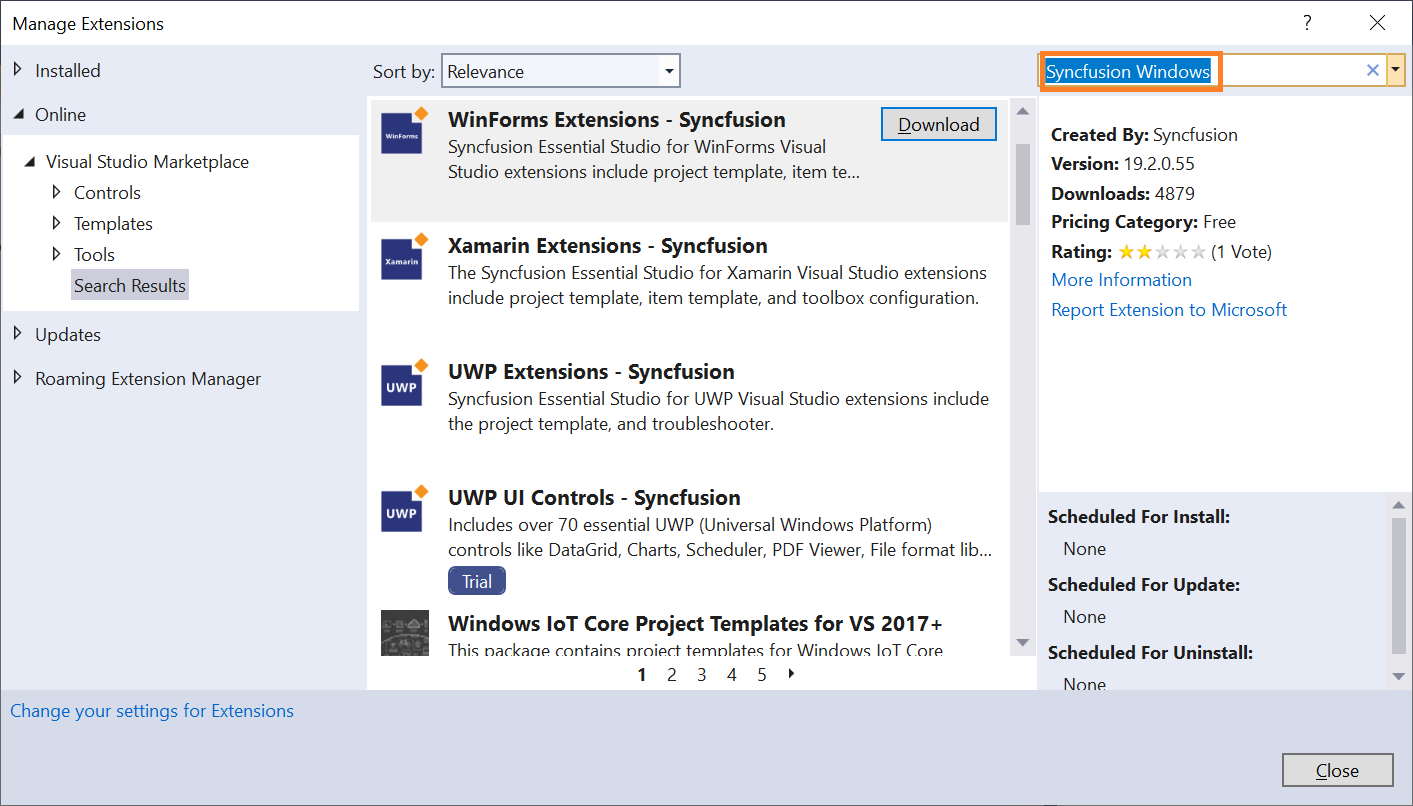 Manage Extensions
?
Installed
Online
Visual Studio Marketplace
Controls
Templates
Tools
Search Results
Updates
Roaming Extension Manager
Sort by: Relevance
WinForms
WinForms Extensions - Syncfusion
Download
Syncfusion Essential Studio for WinForms Visual
Studio extensions include project template, item te...
Xamarin
Xamarin Extensions - Syncfusion
The Syncfusion Essential Studio for Xamarin Visual Studio extensions
include project template, item template, and toolbox configuration.
UWP
UWP Extensions - Syncfusion
Syncfusion Essential Studio for UWP Visual Studio extensions include
the project template, and troubleshooter.
UWP
UWP UI Controls - Syncfusion
Includes over 70 essential UWP (Universal Windows Platform)
controls like DataGrid, Charts, Scheduler, PDF Viewer, File format lib...
Trial
Windows IoT Core Project Templates for VS 2017+
This package contains project templates for Windows IoT Core
1 2 3 4 5
Syncfusion Windows
Created By: Syncfusion
Version: 19.2.0.55
Downloads: 4879
Pricing Category: Free
Rating: (1 Vote)
More Information
Report Extension to Microsoft
Scheduled For Install:
None
Scheduled For Update:
None
Scheduled For Uninstall:
None
Change your settings for Extensions
Close